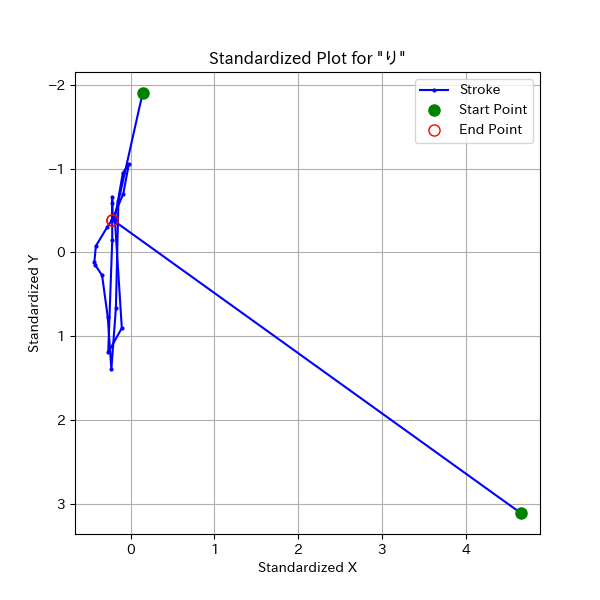 Standardized Plot for "り"
Stroke
Start Point
End Point
−2
−1
0
1
2
3
Standardized Y
0
1
2
3
4
Standardized X